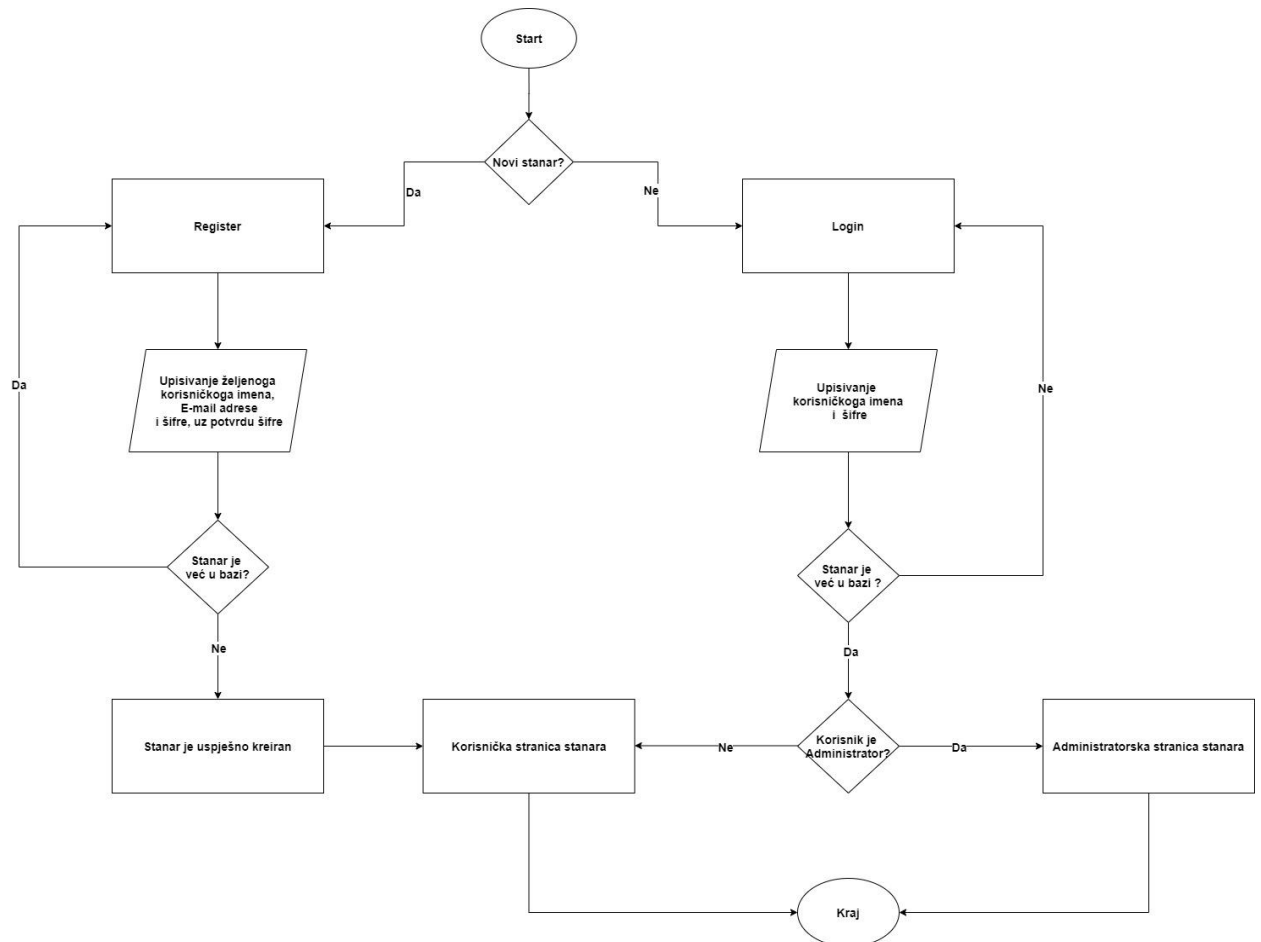 Start
Novi stanar?
Da
Ne
Register
Login
Upisivanje željenoga
korisničkoga imena,
E-mail adrese
i šifre, uz potvrdu šifre
Upisivanje
korisničkoga imena
i šifre
Da
Ne
Stanar je
već u bazi?
Stanar je
već u bazi ?
Ne
Da
Stanar je uspješno kreiran
Korisnička stranica stanara
Ne
Korisnik je
Administrator?
Da
Administratorska stranica stanara
Kraj